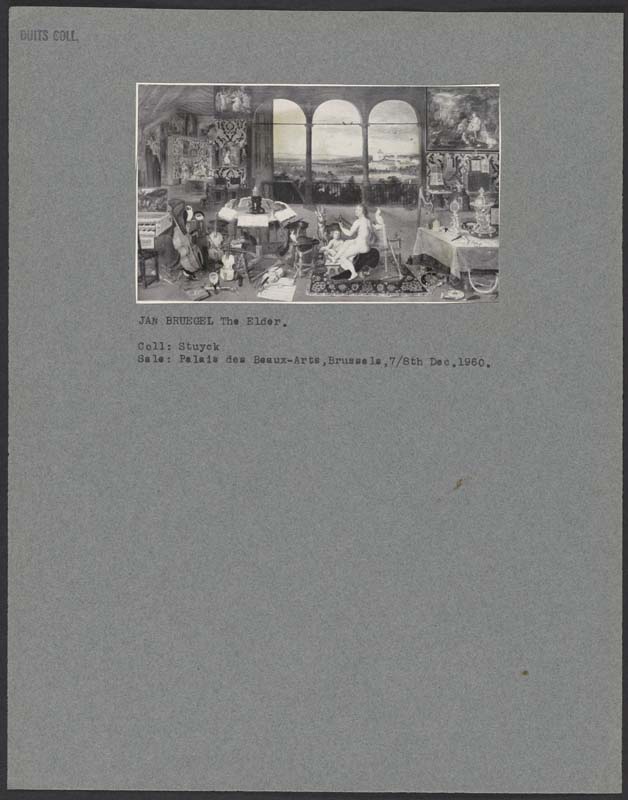 DUITS COLL.
JAN BRUEGEL The Elder.
Coll: Stuyck
Sale: Palais des Beaux-Arts,Brussels,7/8th Dec.1960.